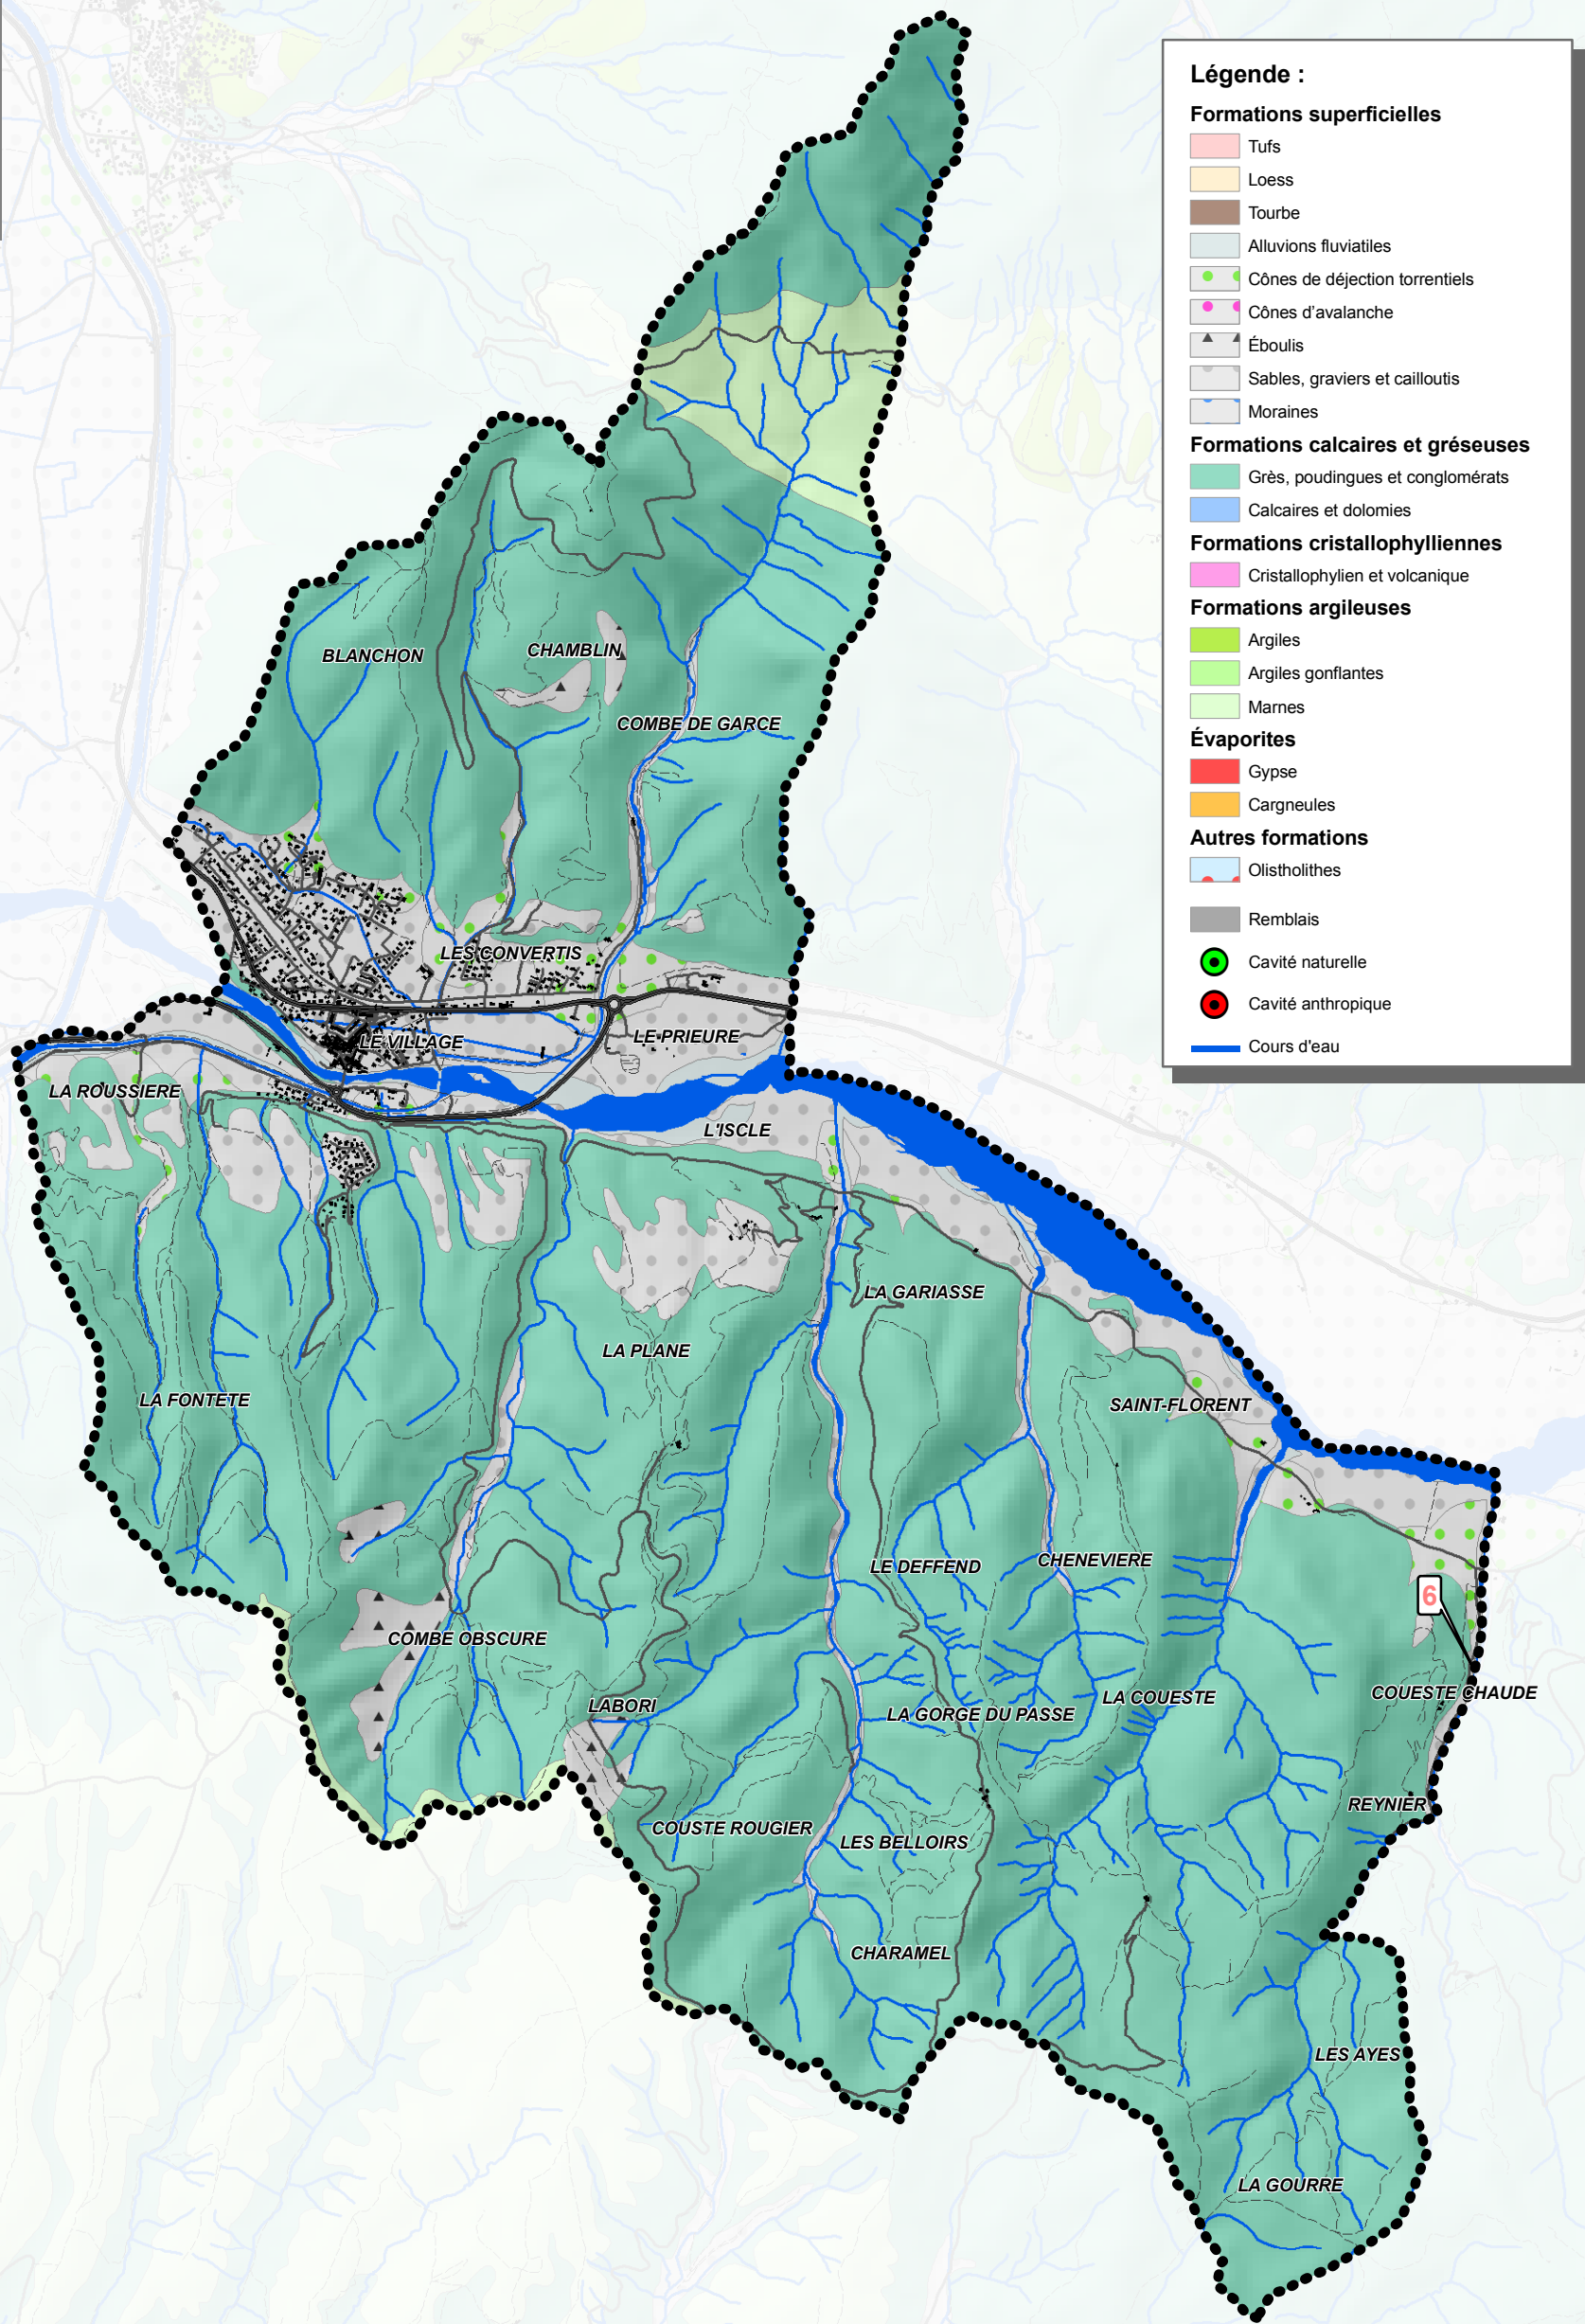 Légende :
Formations superficielles
Tufs
Loess
Tourbe
Alluvions fluviatiles
Cônes de déjection torrentiels
Cônes d'avalanche
Éboulis
Sables, graviers et cailloutis
Moraines
Formations calcaires et gréseuses
Grès, poudingues et conglomérats
Calcaires et dolomies
Formations cristallophylliennes
Cristallophylien et volcanique
Formations argileuses
Argiles
Argiles gonflantes
Marnes
Évaporites
Gypse
Cargneules
Autres formations
Olistholithes
Remblais
Cavité naturelle
Cavité anthropique
Cours d'eau
BLANCHON
CHAMBLIN
COMBE DE GARCE
LES CONVERTIS
LE VILLAGE
LE PRIEURE
LA ROUSSIERE
L'ISCLE
LA GARIASSE
LA PLANE
LA FONTETE
SAINT-FLORENT
LE DEFFEND
CHENEVIERE
6
COMBE OBSCURE
LABORI
LA GORGE DU PASSE
LA COUESTE
COUESTE CHAUDE
REYNIER
COUSTE ROUGIER
LES BELLOIRS
CHARAMEL
LES AYES
LA GOURRE